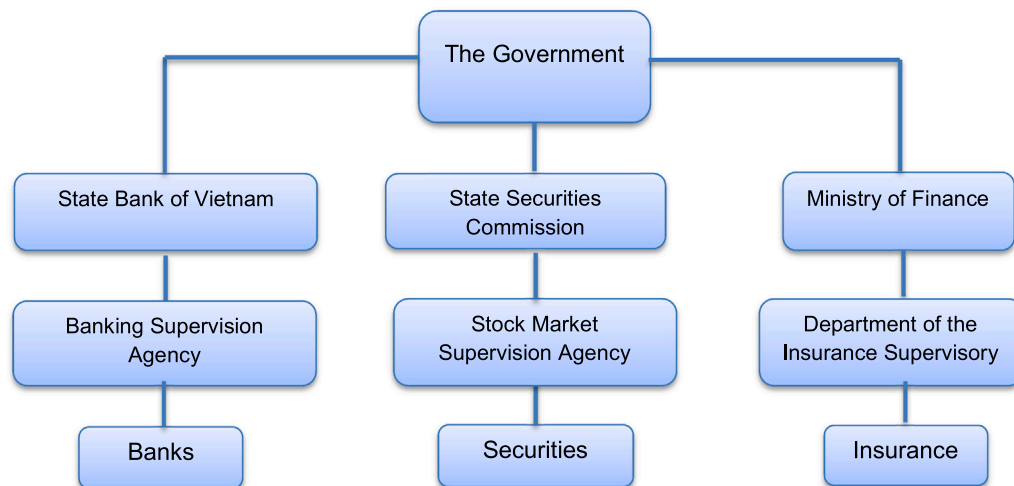 The Government
State Bank of Vietnam
State Securities
Commission
Ministry of Finance
Banking Supervision
Agency
Stock Market
Supervision Agency
Department of the
Insurance Supervisory
Banks
Securities
Insurance